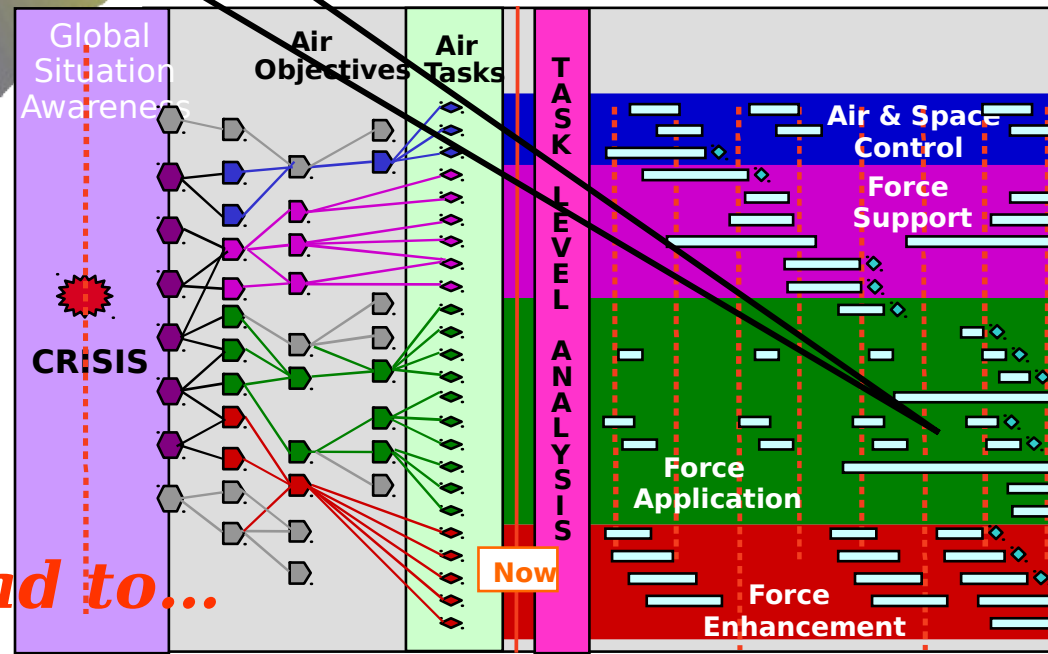 Global
Situation
Awareness
Air
Objectives
Air
Tasks
TASK LEVEL ANALYSIS
Air & Space
Control
Force
Support
CRISIS
Force
Application
Now
to...
Force
Enhancement